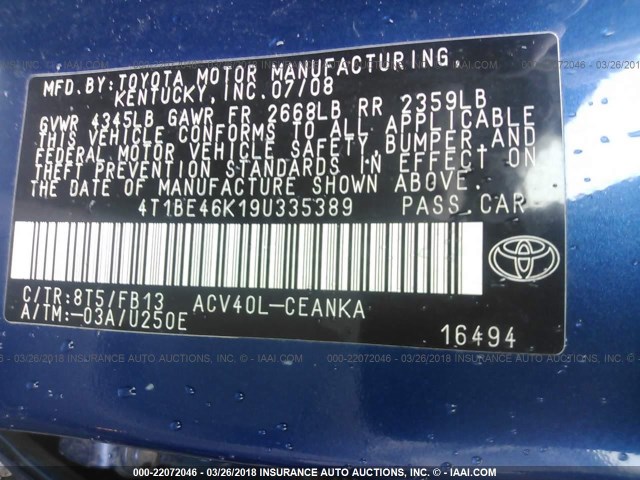 MFD.BY:TOYOTA MOTOR MANUFACTURING,
KENTUCKY, INC. 07/08
GVWR 4345LB GAWR FR 2668LB RR 2359LB
THIS VEHICLE CONFORMS TO ALL APPLICABLE
FEDERAL MOTOR VEHICLE SAFETY,BUMPER,AND
THEFT PREVENTION STANDARDS IN EFFECT ON
THE DATE OF MANUFACTURE SHOWN ABOVE.
4T1BE46K19U335389 PASS.CAR
C/TR:8T5/FB13 ACV40L-CEANKA
A/TM:-03A/U250E
16494
000-22072046 - 03/26/2018 INSURANCE AUTO AUCTIONS INC. © - IAAI.COM